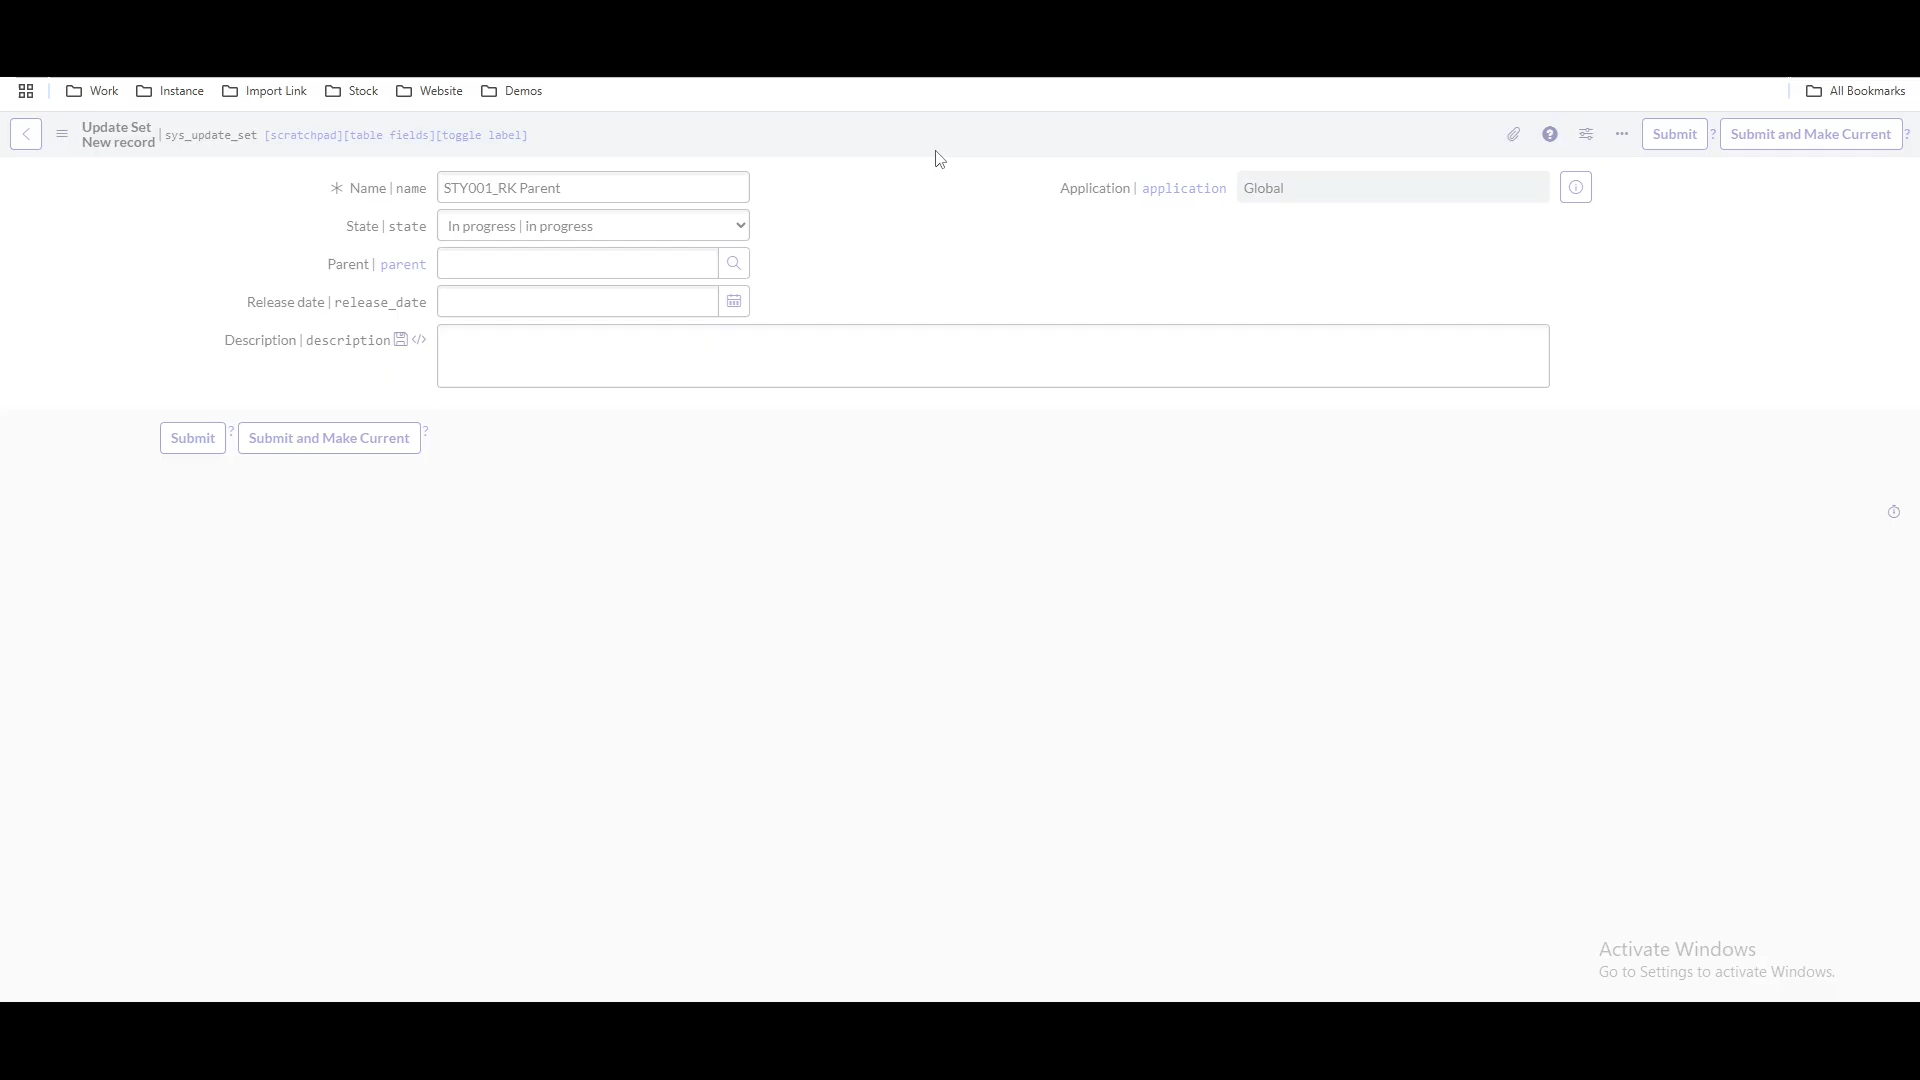 Work Instance Import Link Stock Website Demos All Bookmarks
Update Set
New record | sys_update_set [scratchpad][table fields][toggle label] ? ••• Submit ? Submit and Make Current ?
* Name | name STY001_RK Parent Application | application Global
State | state In progress | in progress
Parent | parent
Release date | release_date
Description | description </>
Submit ? Submit and Make Current ?
Activate Windows
Go to Settings to activate Windows.